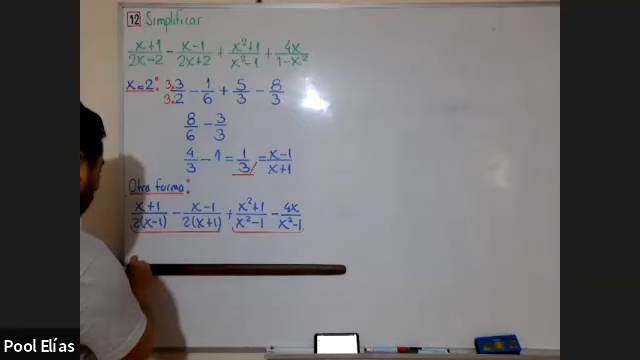 12 Simplificar
x+1/2x-2 - x-1/2x+2 + x²+1/x²-1 + 4x/1-x²
x=2: 3.3/3.2 - 1/6 + 5/3 - 8/3
8/6 - 3/3
4/3 - 1 = 1/3 = x-1/x+1
Otra forma:
x+1/2(x-1) - x-1/2(x+1) + x²+1/x²-1 - 4x/x²-1
Pool Elías